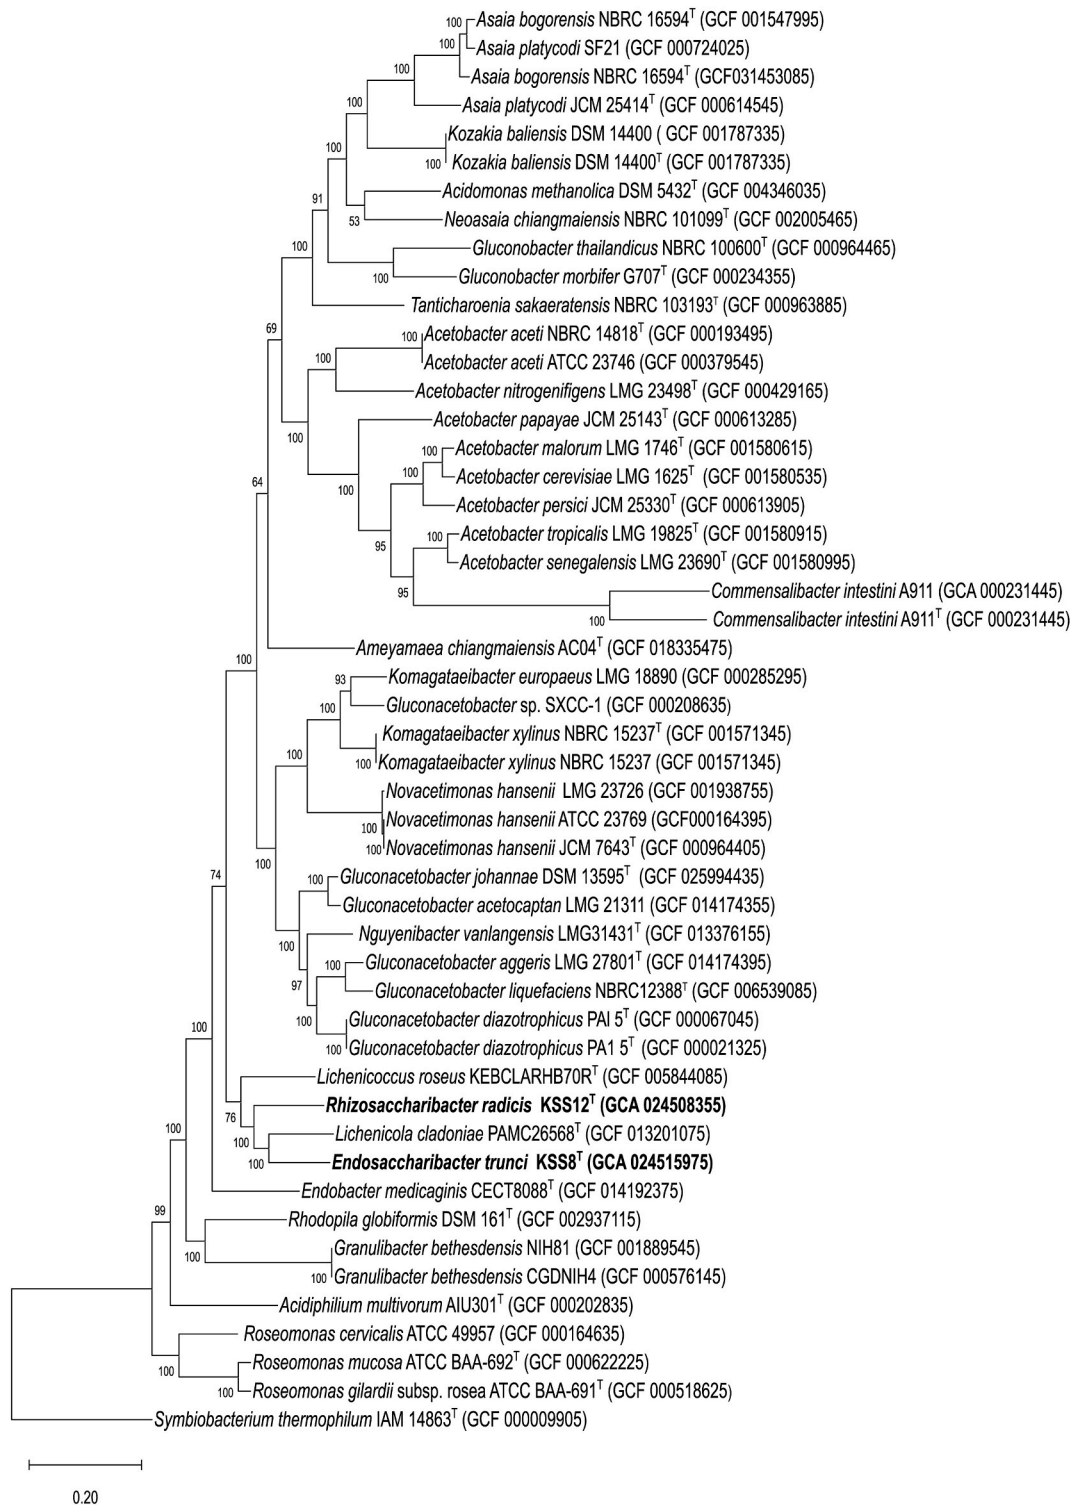 100 Asaia bogorensis NBRC 16594T (GCF 001547995)
100 Asaia platycodi SF21 (GCF 000724025)
100 Asaia bogorensis NBRC 16594T (GCF031453085)
100 Asaia platycodi JCM 25414T (GCF 000614545)
Kozakia baliensis DSM 14400 ( GCF 001787335)
100 100 Kozakia baliensis DSM 14400T (GCF 001787335)
91 Acidomonas methanolica DSM 5432T (GCF 004346035)
53 Neoasaia chiangmaiensis NBRC 101099T (GCF 002005465)
100 Gluconobacter thailandicus NBRC 100600T (GCF 000964465)
100 Gluconobacter morbifer G707T (GCF 000234355)
Tanticharoenia sakaeratensis NBRC 103193T (GCF 000963885)
69 100 Acetobacter aceti NBRC 14818T (GCF 000193495)
100 Acetobacter aceti ATCC 23746 (GCF 000379545)
Acetobacter nitrogenifigens LMG 23498T (GCF 000429165)
Acetobacter papayae JCM 25143T (GCF 000613285)
100 100 Acetobacter malorum LMG 1746T (GCF 001580615)
64 100 100 Acetobacter cerevisiae LMG 1625T (GCF 001580535)
Acetobacter persici JCM 25330T (GCF 000613905)
95 100 Acetobacter tropicalis LMG 19825T (GCF 001580915)
Acetobacter senegalensis LMG 23690T (GCF 001580995)
95 Commensalibacter intestini A911 (GCA 000231445)
100 Commensalibacter intestini A911T (GCF 000231445)
100 Ameyamaea chiangmaiensis AC04T (GCF 018335475)
93 Komagataeibacter europaeus LMG 18890 (GCF 000285295)
100 Gluconacetobacter sp. SXCC-1 (GCF 000208635)
Komagataeibacter xylinus NBRC 15237T (GCF 001571345)
100 100 Komagataeibacter xylinus NBRC 15237 (GCF 001571345)
Novacetimonas hansenii LMG 23726 (GCF 001938755)
100 Novacetimonas hansenii ATCC 23769 (GCF000164395)
100 100 Novacetimonas hansenii JCM 7643T (GCF 000964405)
74 100 Gluconacetobacter johannae DSM 13595T (GCF 025994435)
Gluconacetobacter acetocaptan LMG 21311 (GCF 014174355)
100 Nguyenibacter vanlangensis LMG31431T (GCF 013376155)
100 Gluconacetobacter aggeris LMG 27801T (GCF 014174395)
97 Gluconacetobacter liquefaciens NBRC12388T (GCF 006539085)
100 100 Gluconacetobacter diazotrophicus PAI 5T (GCF 000067045)
100 Gluconacetobacter diazotrophicus PA1 5T (GCF 000021325)
Lichenicoccus roseus KEBCLARHB70RT (GCF 005844085)
76 Rhizosaccharibacter radicis KSS12T (GCA 024508355)
100 100 Lichenicola cladoniae PAMC26568T (GCF 013201075)
100 Endosaccharibacter trunci KSS8T (GCA 024515975)
Endobacter medicaginis CECT8088T (GCF 014192375)
99 Rhodopila globiformis DSM 161T (GCF 002937115)
100 Granulibacter bethesdensis NIH81 (GCF 001889545)
100 Granulibacter bethesdensis CGDNIH4 (GCF 000576145)
Acidiphilium multivorum AIU301T (GCF 000202835)
Roseomonas cervicalis ATCC 49957 (GCF 000164635)
100 Roseomonas mucosa ATCC BAA-692T (GCF 000622225)
100 Roseomonas gilardii subsp. rosea ATCC BAA-691T (GCF 000518625)
Symbiobacterium thermophilum IAM 14863T (GCF 000009905)
0.20